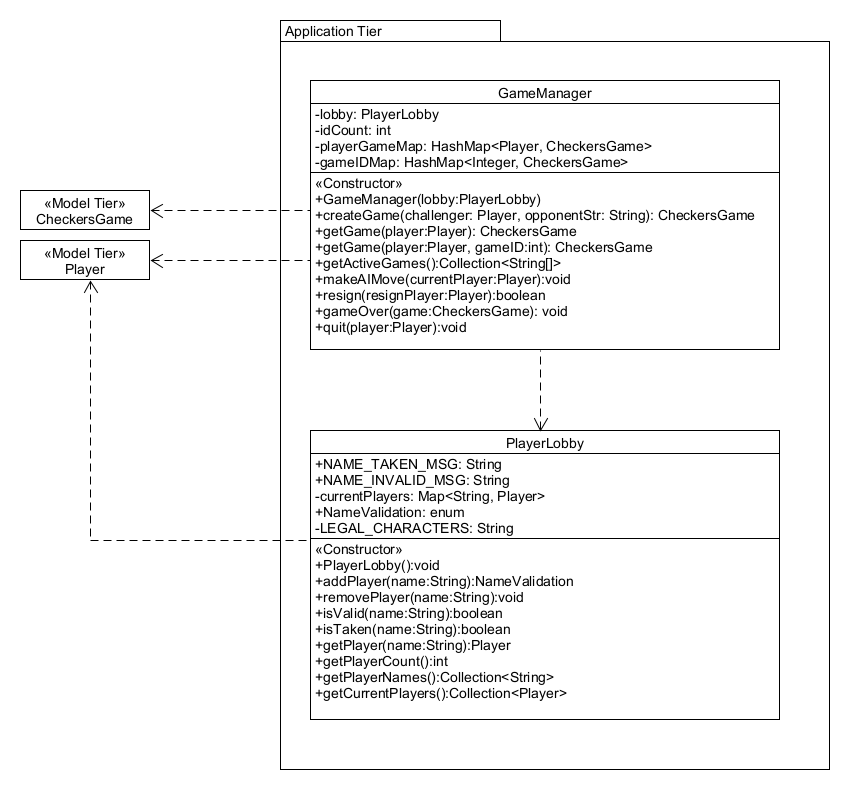 Application Tier
GameManager
-lobby: PlayerLobby
-idCount: int
-playerGameMap: HashMap<Player, CheckersGame>
-gameIDMap: HashMap<Integer, CheckersGame>
«Constructor»
+GameManager(lobby:PlayerLobby)
+createGame(challenger: Player, opponentStr: String): CheckersGame
+getGame(player:Player): CheckersGame
+getGame(player:Player, gameID:int): CheckersGame
+getActiveGames():Collection<String[]>
+makeAIMove(currentPlayer:Player):void
+resign(resignPlayer:Player):boolean
+gameOver(game:CheckersGame): void
+quit(player:Player):void
«Model Tier»
CheckersGame
«Model Tier»
Player
PlayerLobby
+NAME_TAKEN_MSG: String
+NAME_INVALID_MSG: String
-currentPlayers: Map<String, Player>
+NameValidation: enum
-LEGAL_CHARACTERS: String
«Constructor»
+PlayerLobby():void
+addPlayer(name:String):NameValidation
+removePlayer(name:String):void
+isValid(name:String):boolean
+isTaken(name:String):boolean
+getPlayer(name:String):Player
+getPlayerCount():int
+getPlayerNames():Collection<String>
+getCurrentPlayers():Collection<Player>